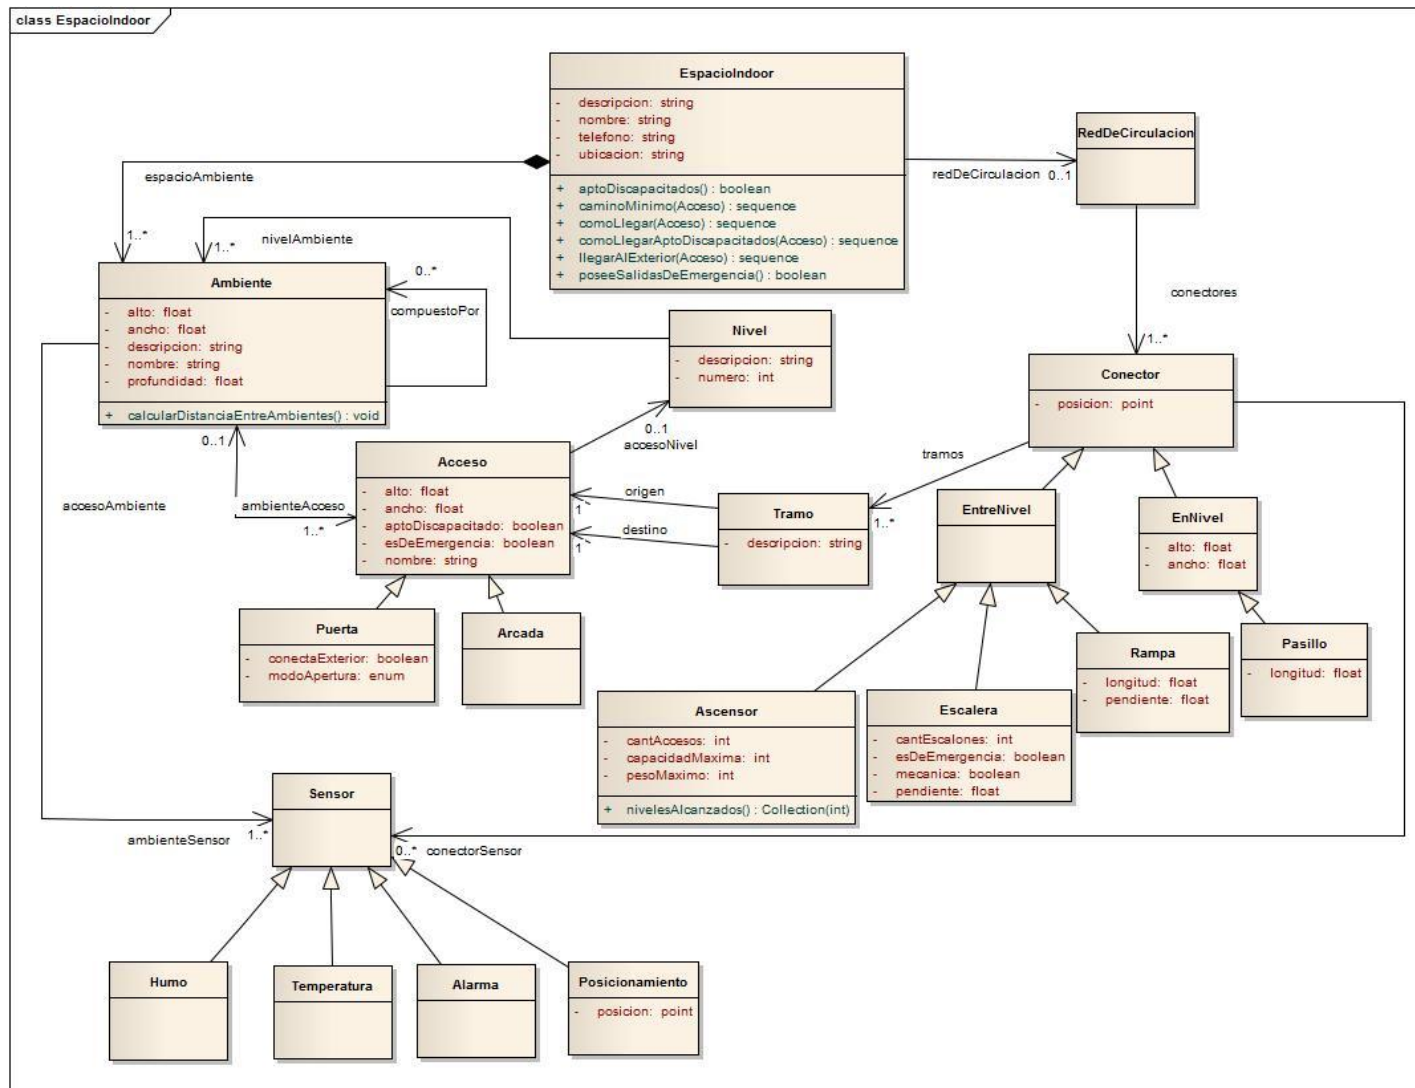 class EspacioIndoor
EspacioIndoor
- descripcion: string
- nombre: string
- telefono: string
- ubicacion: string
+ aptoDiscapacitados() : boolean
+ caminoMinimo(Acceso) : sequence
+ comoLlegar(Acceso) : sequence
+ comoLlegarAptoDiscapacitados(Acceso) : sequence
+ llegarAlExterior(Acceso) : sequence
+ poseeSalidasDeEmergencia() : boolean
RedDeCirculacion
espacioAmbiente
redDeCirculacion 0..1
1..*
1..*
nivelAmbiente
Ambiente
- alto: float
- ancho: float
- descripcion: string
- nombre: string
- profundidad: float
+ calcularDistanciaEntreAmbientes() : void
0..*
compuestoPor
conectores
1..*
Nivel
- descripcion: string
- numero: int
Conector
- posicion: point
0..1
accesoNivel
0..1
Acceso
- alto: float
- ancho: float
- aptoDiscapacitado: boolean
- esDeEmergencia: boolean
- nombre: string
accesoAmbiente
ambienteAcceso
1..*
origen
1
destino
1
tramos
1..*
Tramo
- descripcion: string
EntreNivel
EnNivel
- alto: float
- ancho: float
Puerta
- conectaExterior: boolean
- modoApertura: enum
Arcada
Rampa
- longitud: float
- pendiente: float
Pasillo
- longitud: float
Ascensor
- cantAccesos: int
- capacidadMaxima: int
- pesoMaximo: int
+ nivelesAlcanzados() : Collection(int)
Escalera
- cantEscalones: int
- esDeEmergencia: boolean
- mecanica: boolean
- pendiente: float
Sensor
ambienteSensor
1..*
0..* conectorSensor
Humo
Temperatura
Alarma
Posicionamiento
- posicion: point